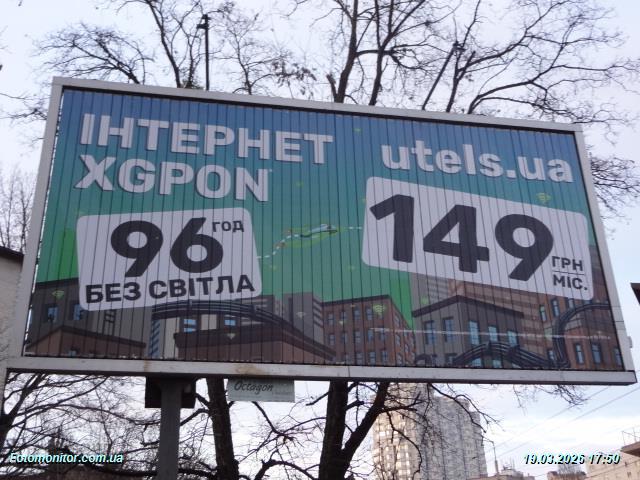 ІНТЕРНЕТ
XGPON
utels.ua
96 ГОД
БЕЗ СВІТЛА
149 ГРН
МІС.
Octagon
Fotomonitor.com.ua
19.03.2026 17:50